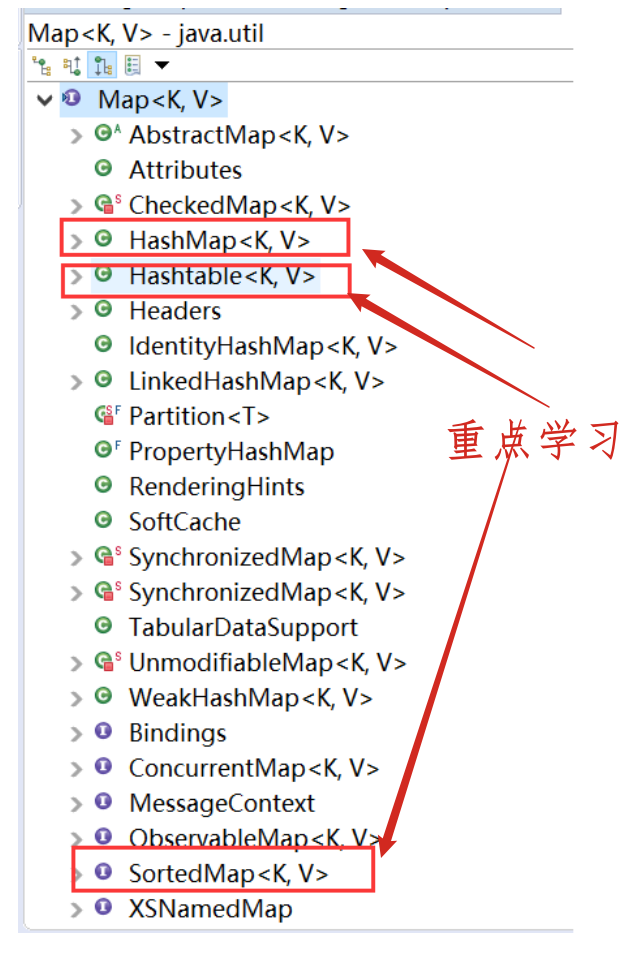 Map<K, V> - java.util
Map<K, V>
AbstractMap<K, V>
Attributes
CheckedMap<K, V>
HashMap<K, V>
Hashtable<K, V>
Headers
IdentityHashMap<K, V>
LinkedHashMap<K, V>
Partition<T>
PropertyHashMap
RenderingHints
SoftCache
SynchronizedMap<K, V>
SynchronizedMap<K, V>
TabularDataSupport
UnmodifiableMap<K, V>
WeakHashMap<K, V>
Bindings
ConcurrentMap<K, V>
MessageContext
ObservableMap<K, V>
SortedMap<K, V>
XSNamedMap
重点学习